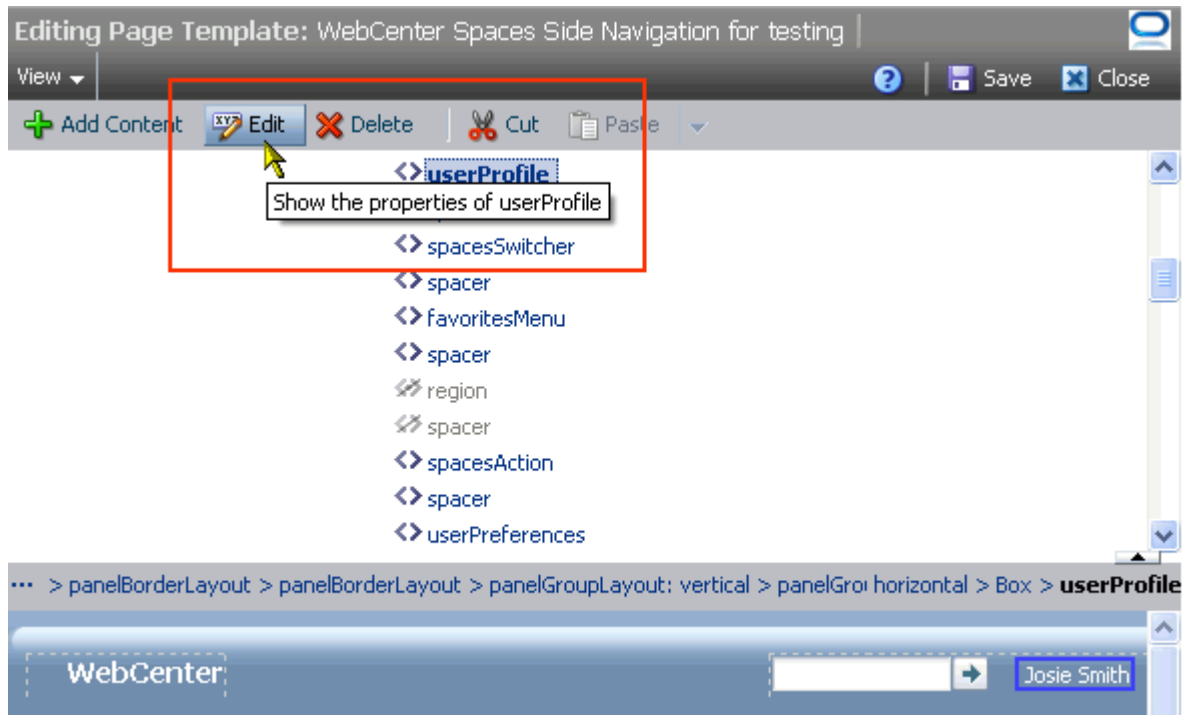 Editing Page Template: WebCenter Spaces Side Navigation for testing
View Save Close
Add Content Edit Delete Cut Paste
userProfile
Show the properties of userProfile
spacesSwitcher
spacer
favoritesMenu
spacer
region
spacer
spacesAction
spacer
userPreferences
··· > panelBorderLayout > panelBorderLayout > panelGroupLayout: vertical > panelGroi horizontal > Box > userProfile
WebCenter Josie Smith